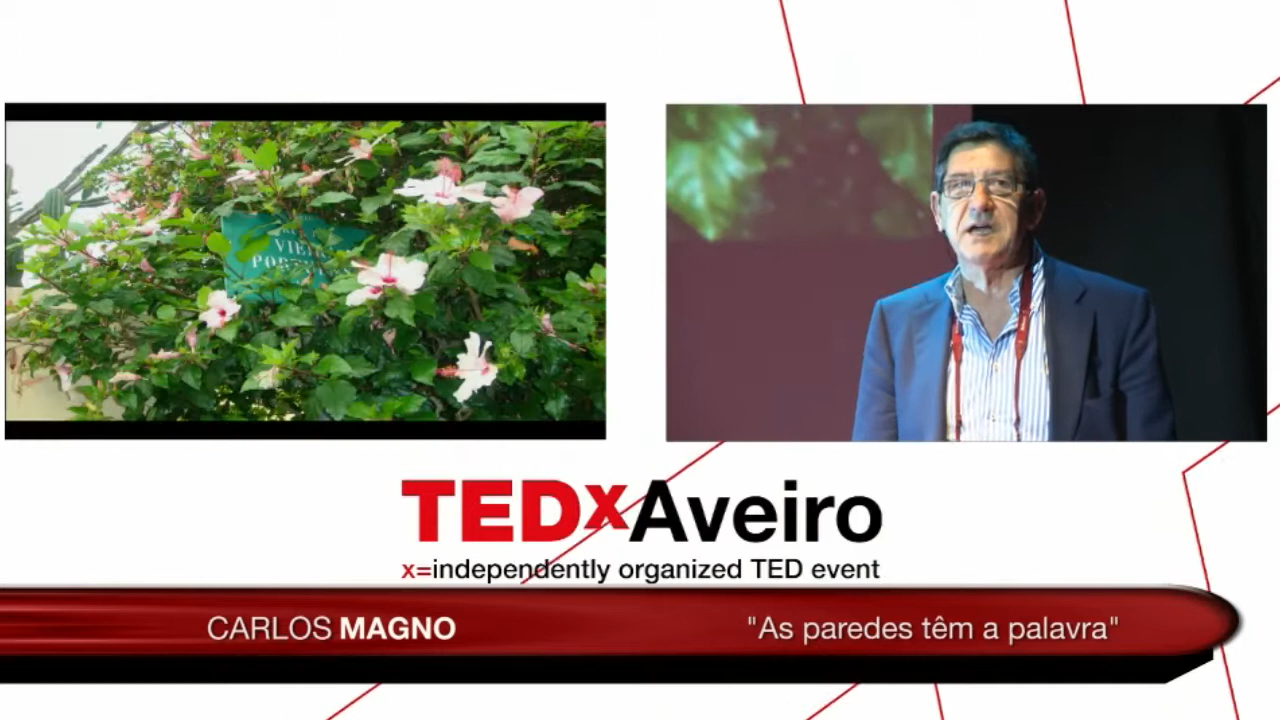 TEDxAveiro
x=independently organized TED event
CARLOS MAGNO
"As paredes têm a palavra"